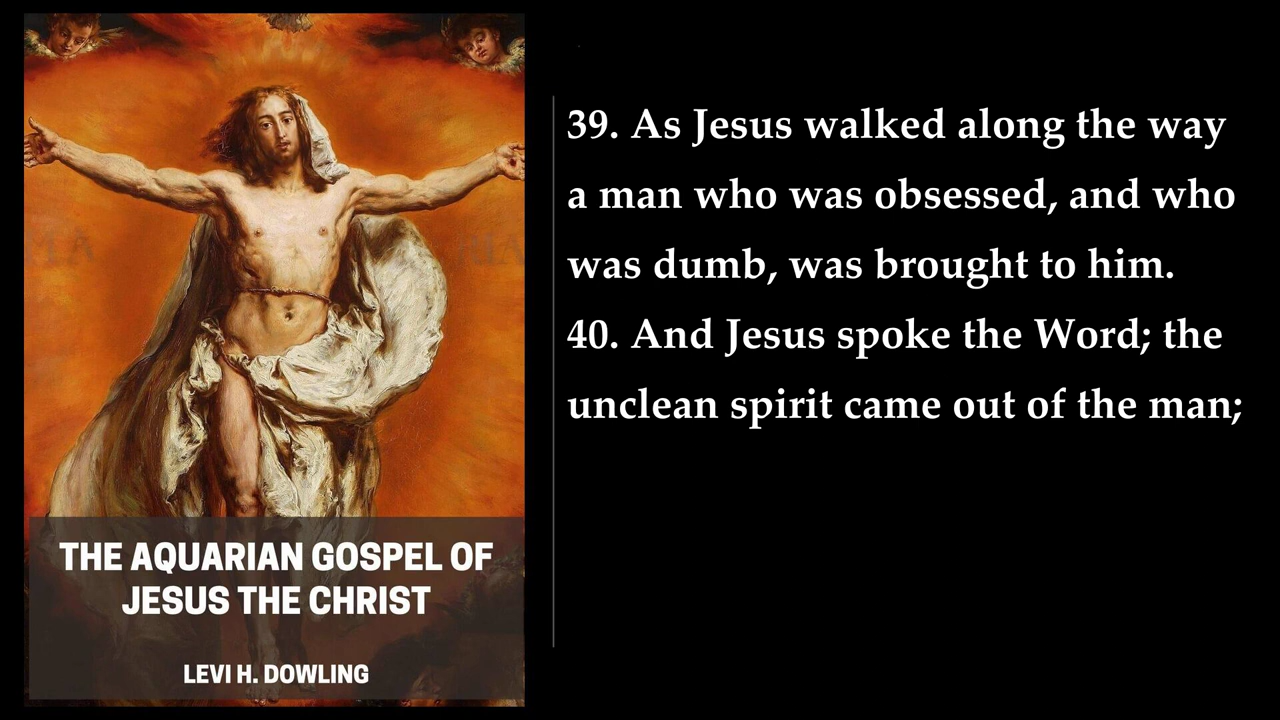 39. As Jesus walked along the way
a man who was obsessed, and who
was dumb, was brought to him.
40. And Jesus spoke the Word; the
unclean spirit came out of the man;
THE AQUARIAN GOSPEL OF
JESUS THE CHRIST
LEVI H. DOWLING